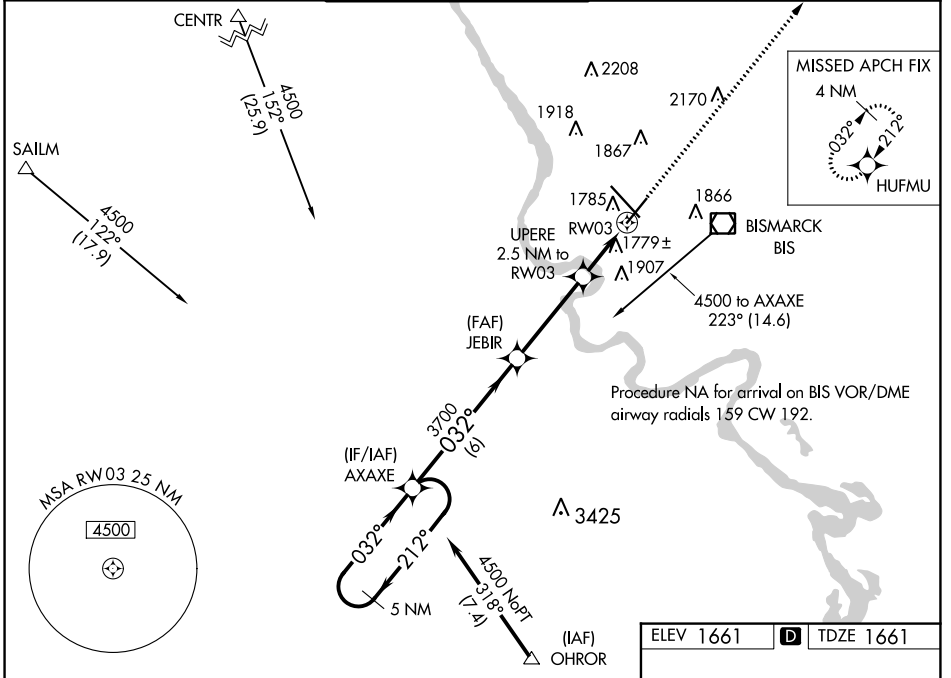 CENTR
4500
152°
(25.9)
SAILM
4500
122°
(17.9)
2208
1918
2170
1867
MISSED APCH FIX
4 NM
032°
212°
HUFMU
1785
1866
RW03
BISMARCK
BIS
UPERE
2.5 NM to
RW03
1779±
1907
4500 to AXAXE
223° (14.6)
(FAF)
JEBIR
Procedure NA for arrival on BIS VOR/DME
airway radials 159 CW 192.
3700
032°
(6)
(IF/IAF)
AXAXE
MSA RW03 25 NM
4500
3425
032°
212°
5 NM
4500 NoPT
318°
(7.4)
(IAF)
OHROR
ELEV 1661 D TDZE 1661